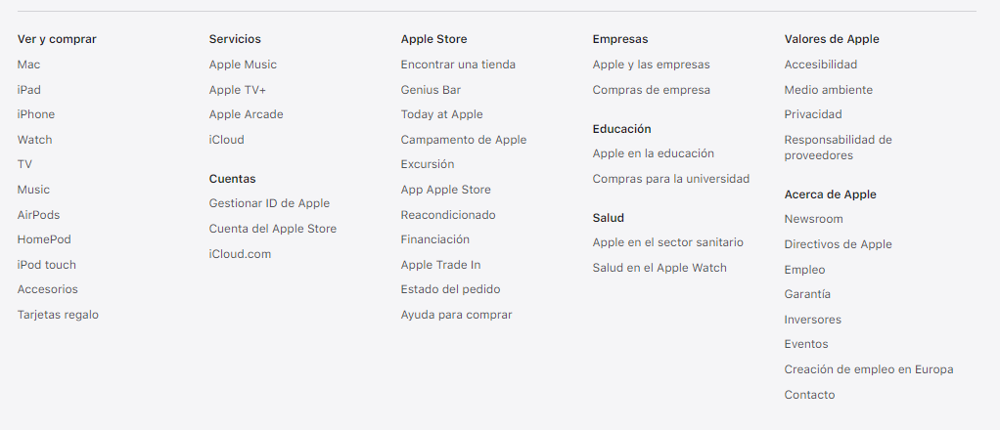 Ver y comprar
Mac
iPad
iPhone
Watch
TV
Music
AirPods
HomePod
iPod touch
Accesorios
Tarjetas regalo
Servicios
Apple Music
Apple TV+
Apple Arcade
iCloud
Cuentas
Gestionar ID de Apple
Cuenta del Apple Store
iCloud.com
Apple Store
Encontrar una tienda
Genius Bar
Today at Apple
Campamento de Apple
Excursión
App Apple Store
Reacondicionado
Financiación
Apple Trade In
Estado del pedido
Ayuda para comprar
Empresas
Apple y las empresas
Compras de empresa
Educación
Apple en la educación
Compras para la universidad
Salud
Apple en el sector sanitario
Salud en el Apple Watch
Valores de Apple
Accesibilidad
Medio ambiente
Privacidad
Responsabilidad de
proveedores
Acerca de Apple
Newsroom
Directivos de Apple
Empleo
Garantía
Inversores
Eventos
Creación de empleo en Europa
Contacto